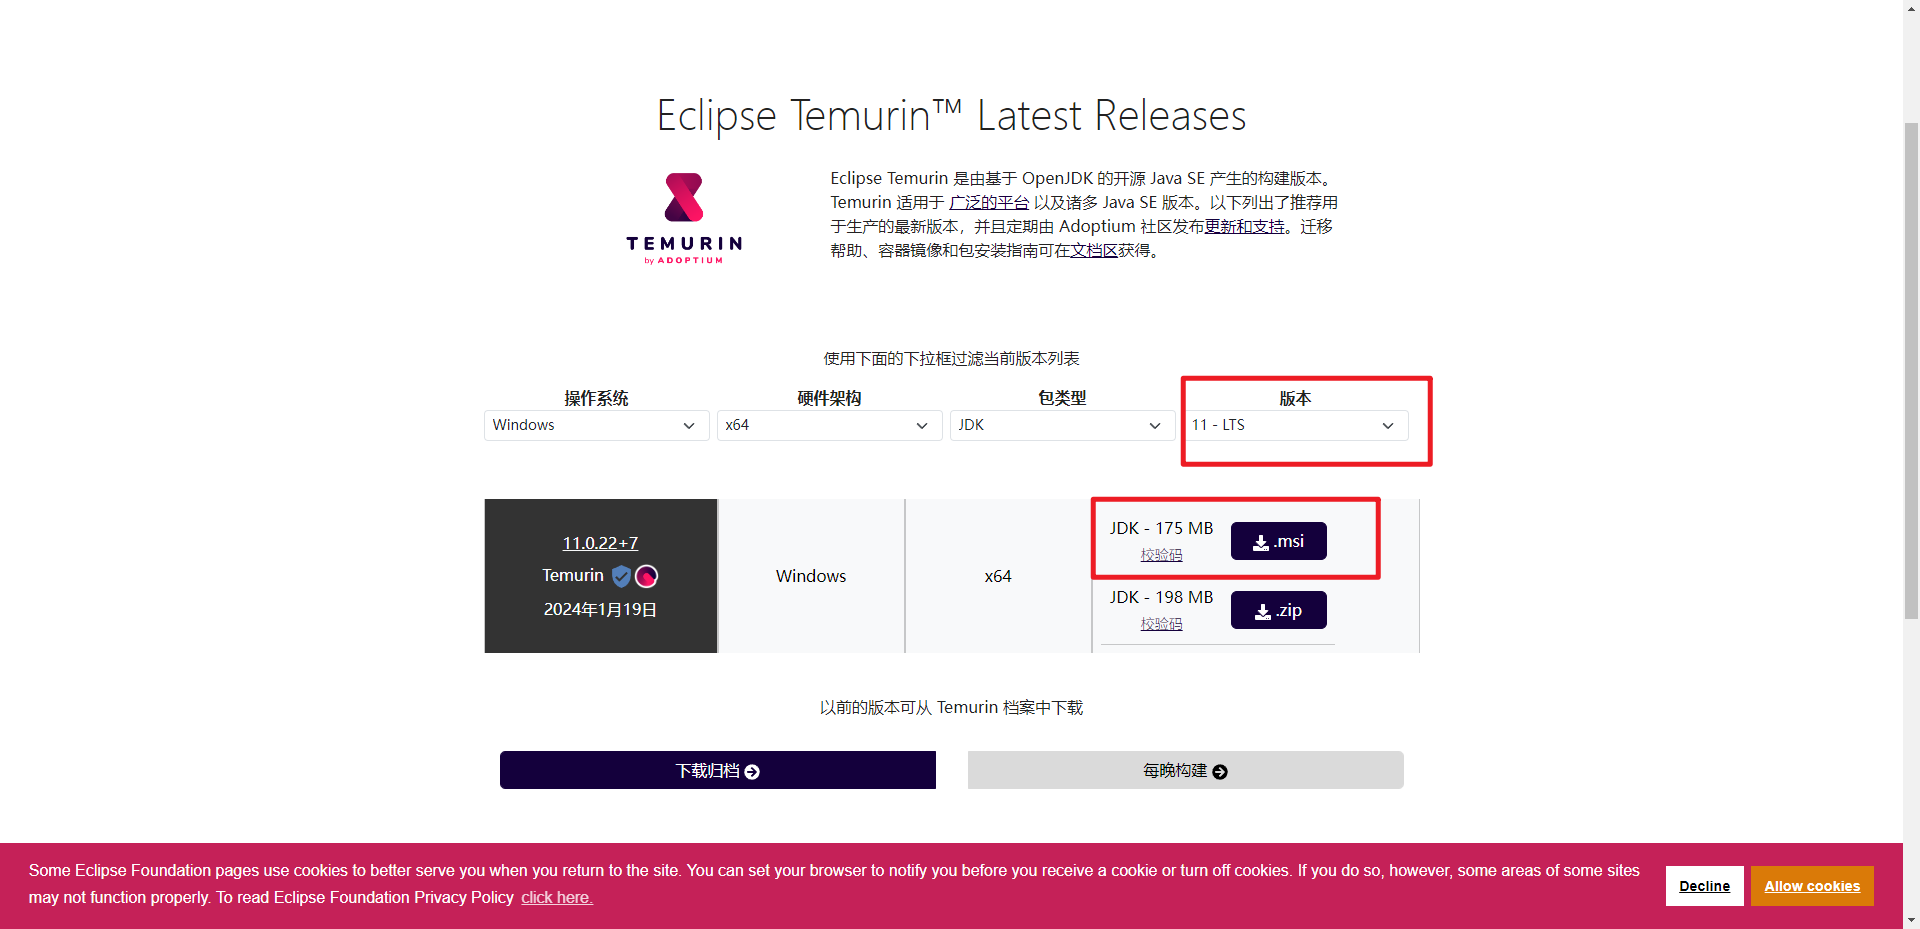 Eclipse Temurin™ Latest Releases
TEMURIN
by ADOPTIUM
Eclipse Temurin 是由基于 OpenJDK 的开源 Java SE 产生的构建版本。
Temurin 适用于 广泛的平台 以及诸多 Java SE 版本。以下列出了推荐用
于生产的最新版本，并且定期由 Adoptium 社区发布更新和支持。迁移
帮助、容器镜像和包安装指南可在文档区获得。
使用下面的下拉框过滤当前版本列表
操作系统 硬件架构 包类型 版本
Windows x64 JDK 11 - LTS
11.0.22+7
Temurin
2024年1月19日
Windows
x64
JDK - 175 MB
校验码
.msi
JDK - 198 MB
校验码
.zip
以前的版本可从 Temurin 档案中下载
下载归档 每晚构建
Some Eclipse Foundation pages use cookies to better serve you when you return to the site. You can set your browser to notify you before you receive a cookie or turn off cookies. If you do so, however, some areas of some sites
may not function properly. To read Eclipse Foundation Privacy Policy click here.
Decline Allow cookies